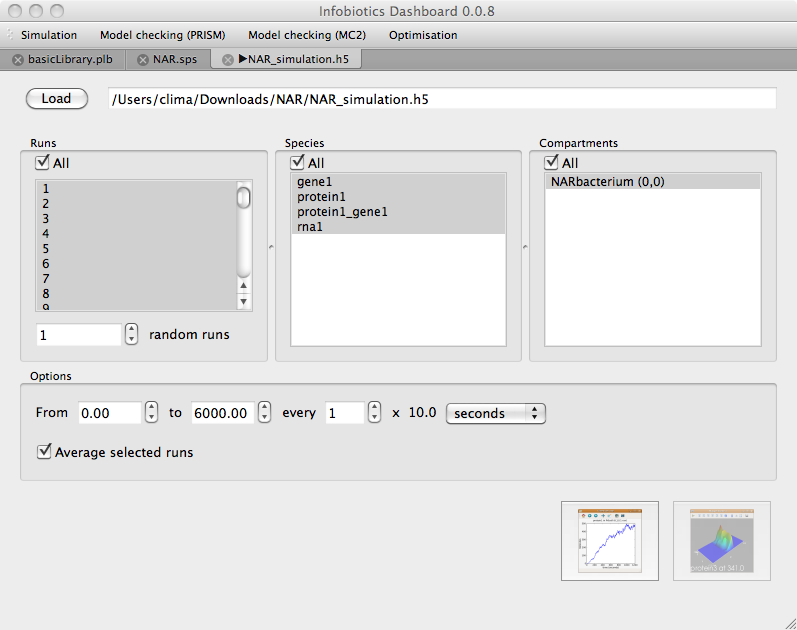 Infobiotics Dashboard 0.0.8
Simulation Model checking (PRISM) Model checking (MC2) Optimisation
basicLibrary.plb NAR.sps ▶NAR_simulation.h5
Load /Users/clima/Downloads/NAR/NAR_simulation.h5
Runs Species Compartments
All All All
1 gene1 NARbacterium (0,0)
2 protein1
3 protein1_gene1
4 rna1
5
6
7
8
9
1 random runs
Options
From 0.00 to 6000.00 every 1 x 10.0 seconds
Average selected runs
protein3 at 341.0